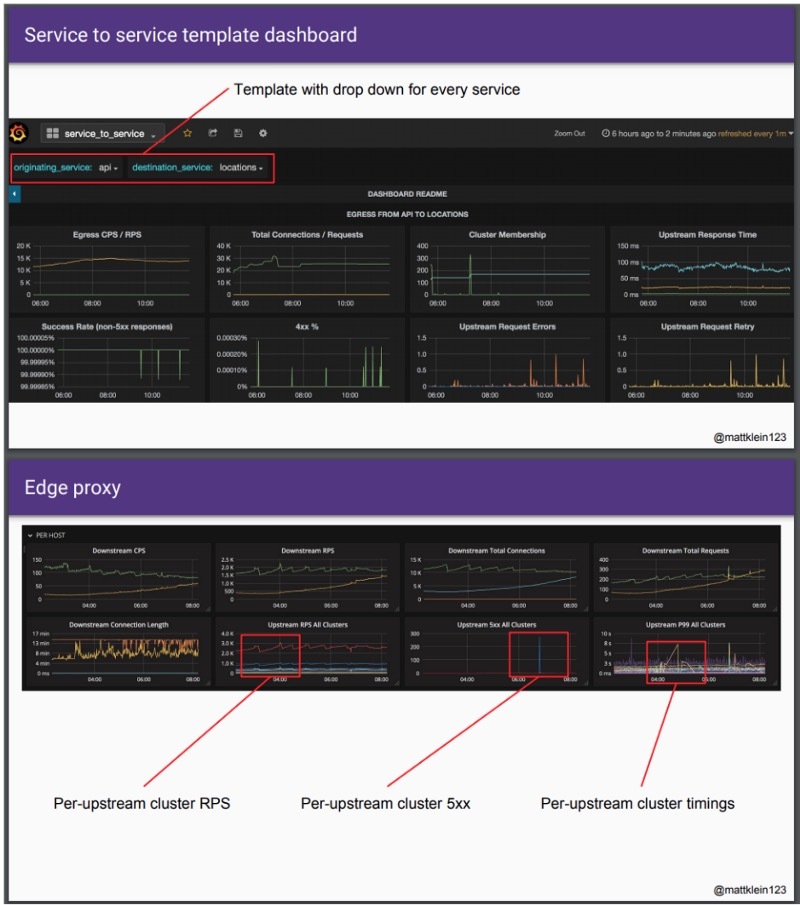 Service to service template dashboard
Template with drop down for every service
service_to_service
Zoom Out
6 hours ago to 2 minutes ago refreshed every 1m
originating_service: api
destination_service: locations
DASHBOARD README
EGRESS FROM API TO LOCATIONS
Egress CPS / RPS
20 K
15 K
10 K
5 K
0
06:00 08:00 10:00
Total Connections / Requests
40 K
30 K
20 K
10 K
0
06:00 08:00 10:00
Cluster Membership
400
300
200
100
0
06:00 08:00 10:00
Upstream Response Time
150 ms
100 ms
50 ms
0 ms
06:00 08:00 10:00
Success Rate (non-5xx responses)
100.00005%
100.00000%
99.99995%
99.99990%
99.99985%
06:00 08:00 10:00
4xx %
0.00030%
0.00020%
0.00010%
0%
06:00 08:00 10:00
Upstream Request Errors
1.5
1.0
0.5
0
06:00 08:00 10:00
Upstream Request Retry
1.5
1.0
0.5
0
06:00 08:00 10:00
@mattklein123
Edge proxy
PER HOST
Downstream CPS
150
100
50
0
04:00 06:00 08:00
Downstream RPS
2.5 K
2.0 K
1.5 K
1.0 K
500
0
04:00 06:00 08:00
Downstream Total Connections
15 K
10 K
5 K
0
04:00 06:00 08:00
Downstream Total Requests
400
300
200
100
0
04:00 06:00 08:00
Downstream Connection Length
17 min
13 min
8 min
4 min
0 ms
04:00 06:00 08:00
Upstream RPS All Clusters
4.0 K
3.0 K
2.0 K
1.0 K
0
04:00 06:00 08:00
Upstream 5xx All Clusters
300
200
100
0
04:00 06:00 08:00
Upstream P99 All Clusters
10 s
8 s
5 s
3 s
0 ms
04:00 06:00 08:00
Per-upstream cluster RPS
Per-upstream cluster 5xx
Per-upstream cluster timings
@mattklein123